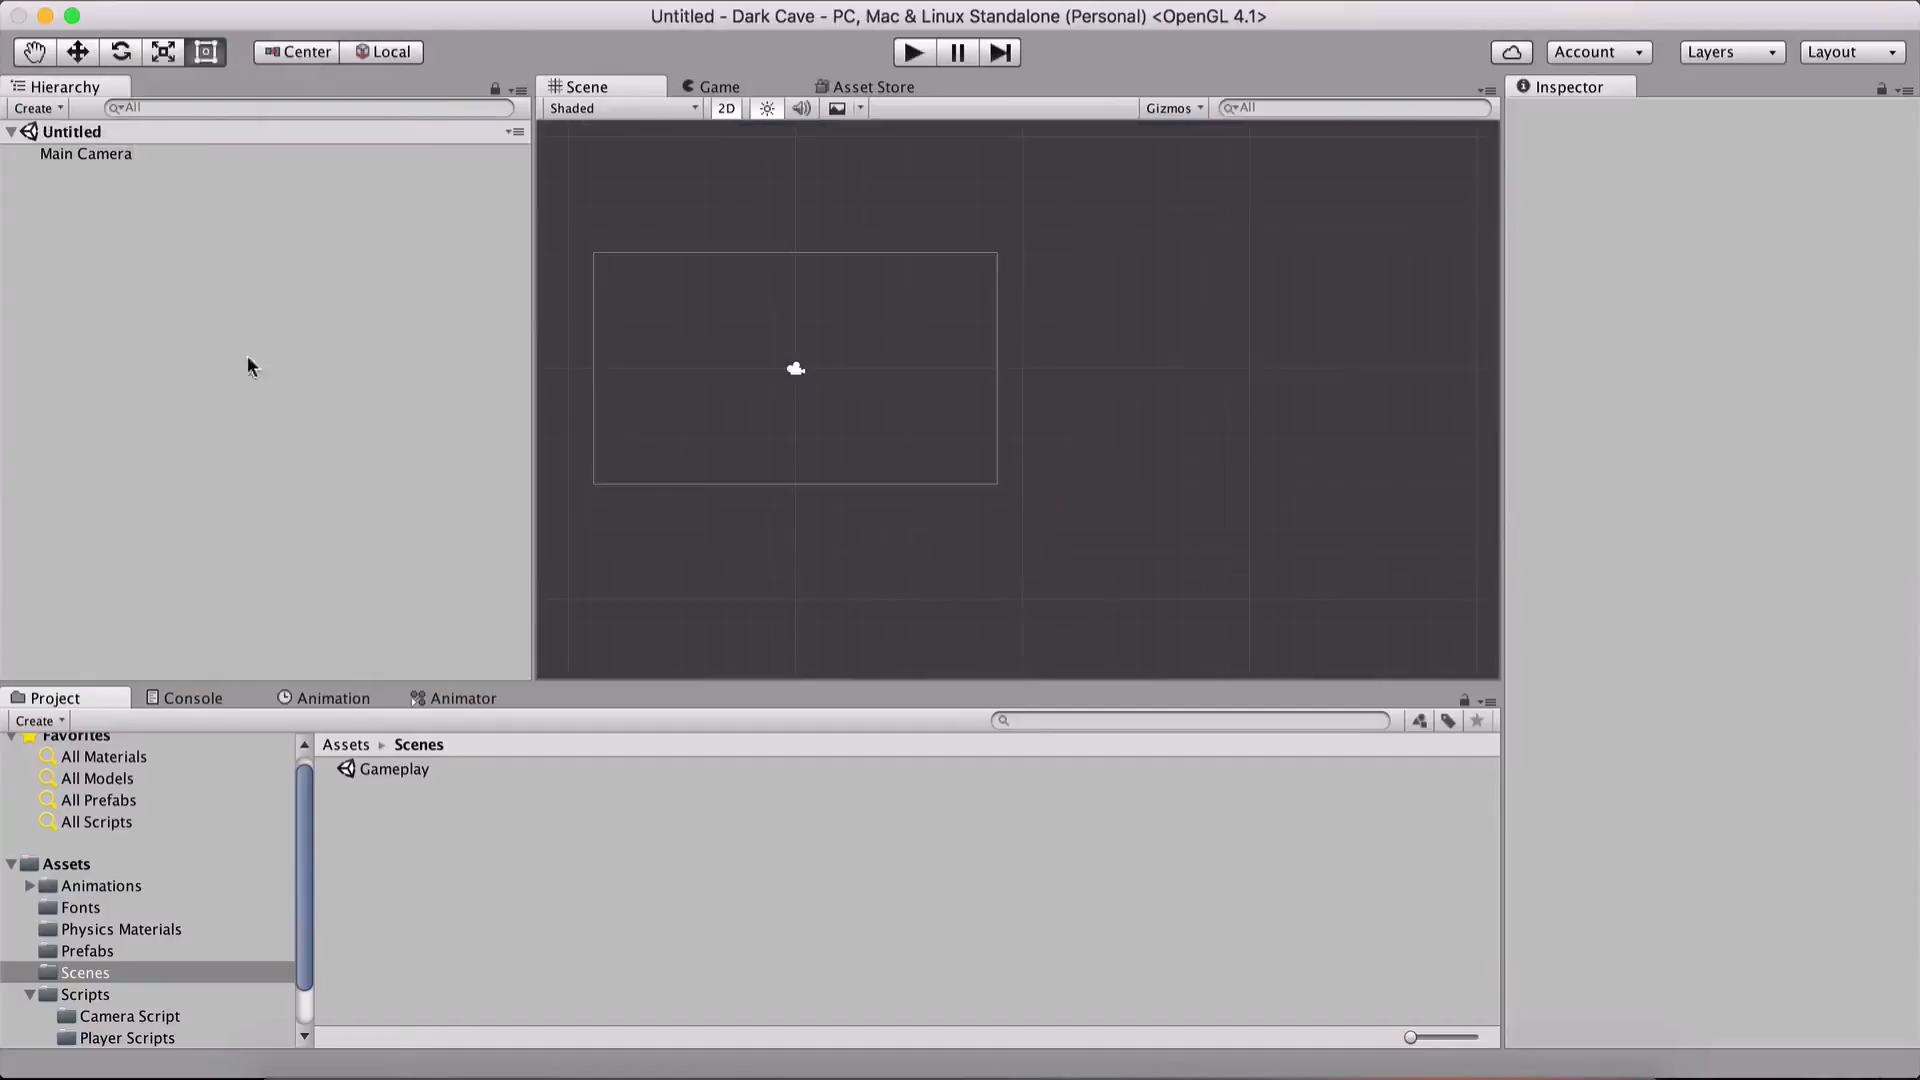 Untitled - Dark Cave - PC, Mac & Linux Standalone (Personal) <OpenGL 4.1>
Center Local Account Layers Layout
Hierarchy Scene Game Asset Store Inspector
Create All Shaded 2D Gizmos All
Untitled
Main Camera
Project Console Animation Animator
Create
Favorites
Assets Scenes
All Materials
Gameplay
All Models
All Prefabs
All Scripts
Assets
Animations
Fonts
Physics Materials
Prefabs
Scenes
Scripts
Camera Script
Player Scripts